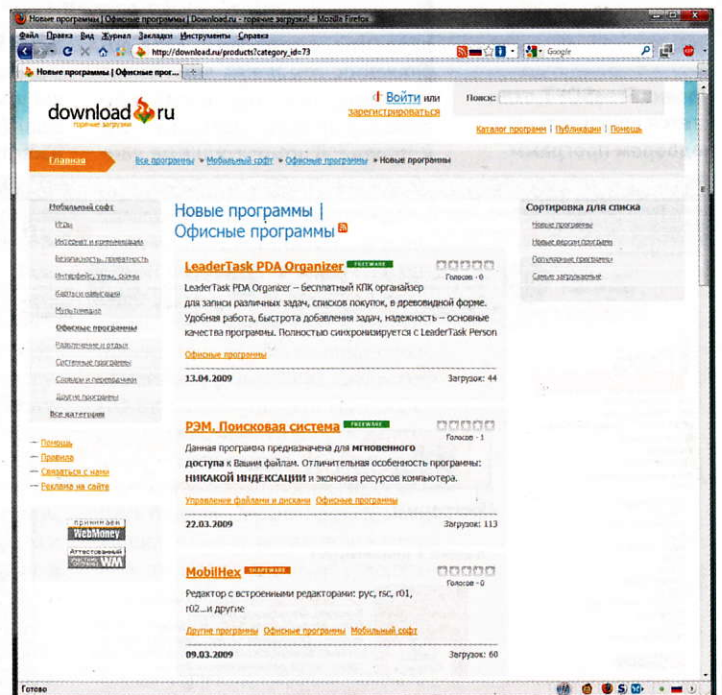 Новые программы | Офисные программы | Download.ru - горячие загрузки! - Mozilla Firefox
Файл Правка Вид Журнал Закладки Инструменты Справка
http://download.ru/products?category_id=73
Google
Новые программы | Офисные прог...
download ru
горячие загрузки
Войти или
зарегистрироваться
Поиск:
Каталог программ | Публикации | Помощь
Главная
Все программы » Мобильный софт » Офисные программы » Новые программы
Мобильный софт
Игры
Интернет и коммуникации
Безопасность, приватность
Интерфейс, темы, скины
Карты и навигация
Мультимедиа
Офисные программы
Развлечение и отдых
Системные программы
Словари и переводчики
Другие программы
Все категории
— Помощь
— Правила
— Связаться с нами
— Реклама на сайте
принимаем
WebMoney
Аттестованный
WM
Новые программы |
Офисные программы
LeaderTask PDA Organizer FREEWARE
Голосов - 0
LeaderTask PDA Organizer – бесплатный КПК органайзер
для записи различных задач, списков покупок, в древовидной форме.
Удобная работа, быстрота добавления задач, надежность – основные
качества программы. Полностью синхронизируется с LeaderTask Person
Офисные программы
13.04.2009 Загрузок: 44
РЭМ. Поисковая система FREEWARE
Голосов - 1
Данная программа предназначена для мгновенного
доступа к Вашим файлам. Отличительная особенность программы:
НИКАКОЙ ИНДЕКСАЦИИ и экономия ресурсов компьютера.
Управление файлами и дисками Офисные программы
22.03.2009 Загрузок: 113
MobilHex SHAREWARE
Голосов - 0
Редактор с встроенными редакторами: рус, rsc, r01,
r02...и другие
Другие программы Офисные программы Мобильный софт
09.03.2009 Загрузок: 60
Сортировка для списка
Новые программы
Новые версии программ
Популярные программы
Самые загружаемые
Готово